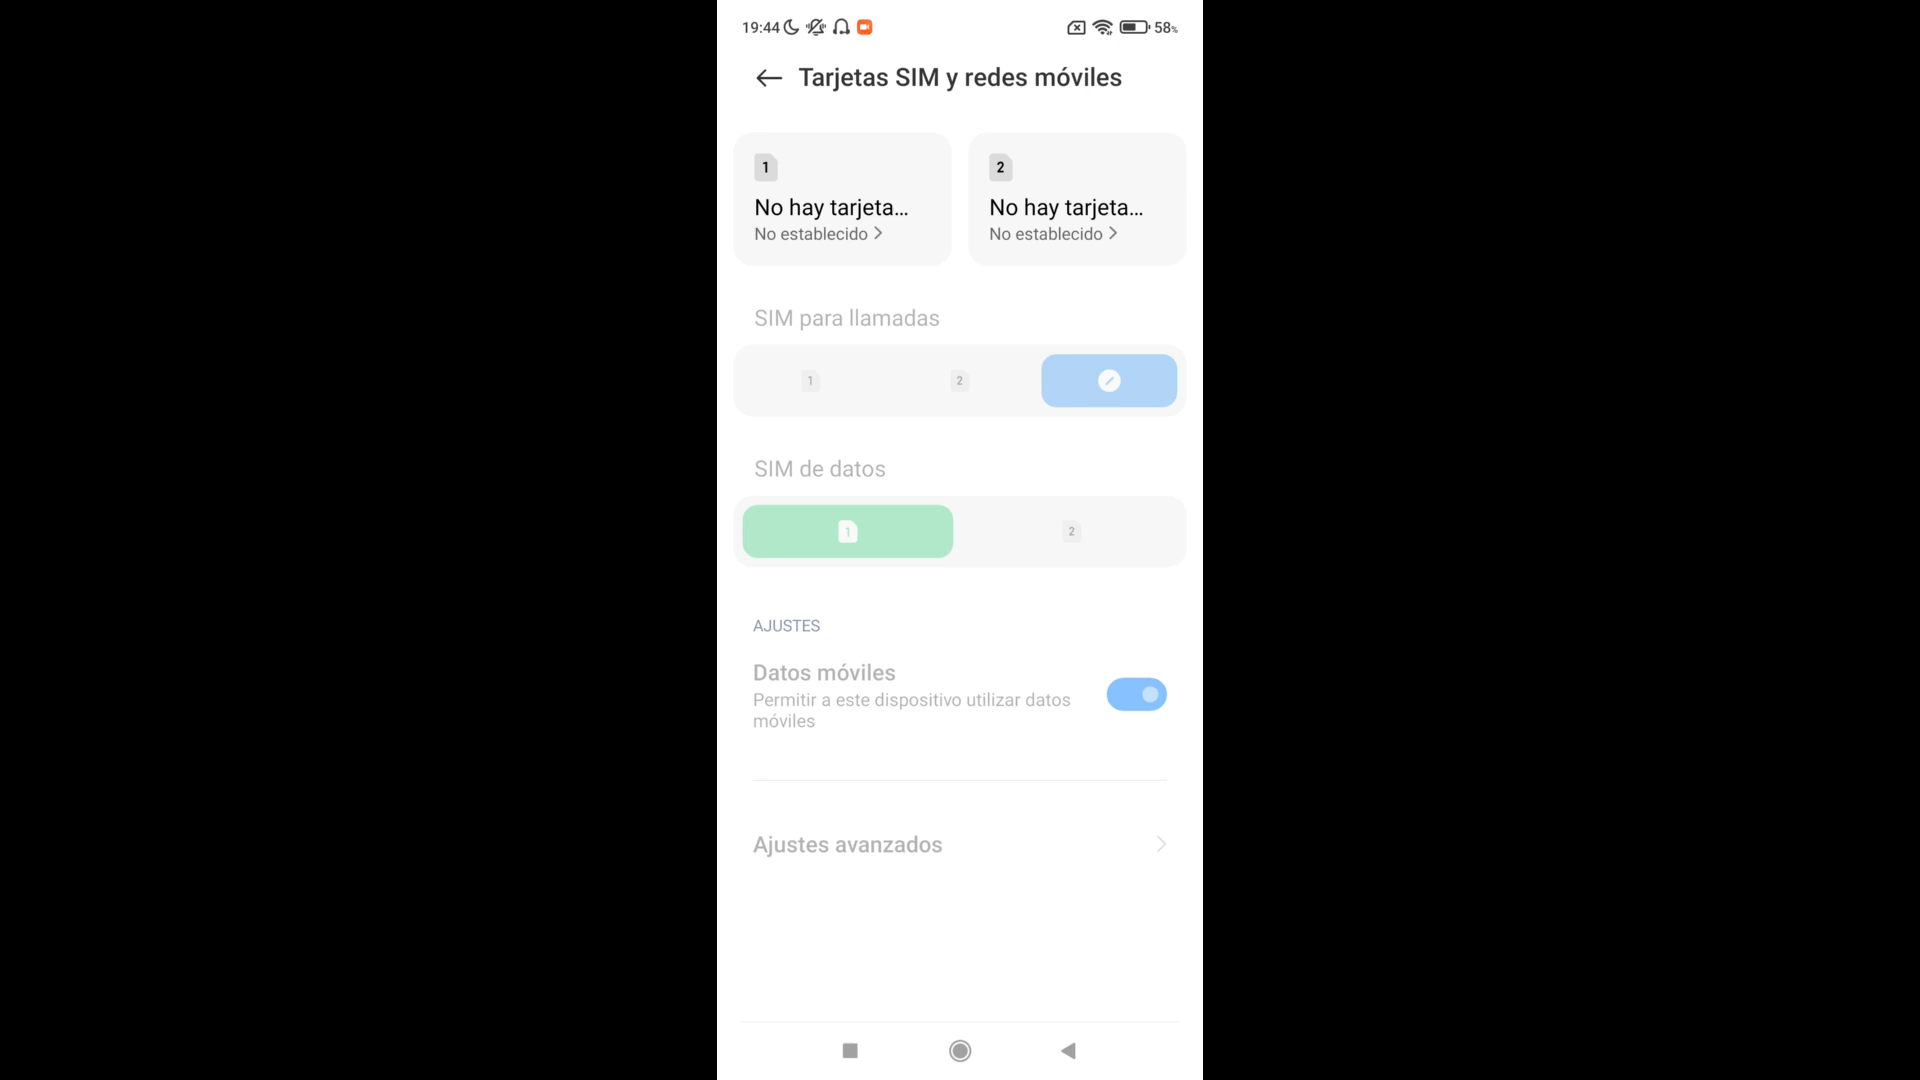 19:44
58%
Tarjetas SIM y redes móviles
1
No hay tarjeta...
No establecido
2
No hay tarjeta...
No establecido
SIM para llamadas
1
2
SIM de datos
1
2
AJUSTES
Datos móviles
Permitir a este dispositivo utilizar datos
móviles
Ajustes avanzados